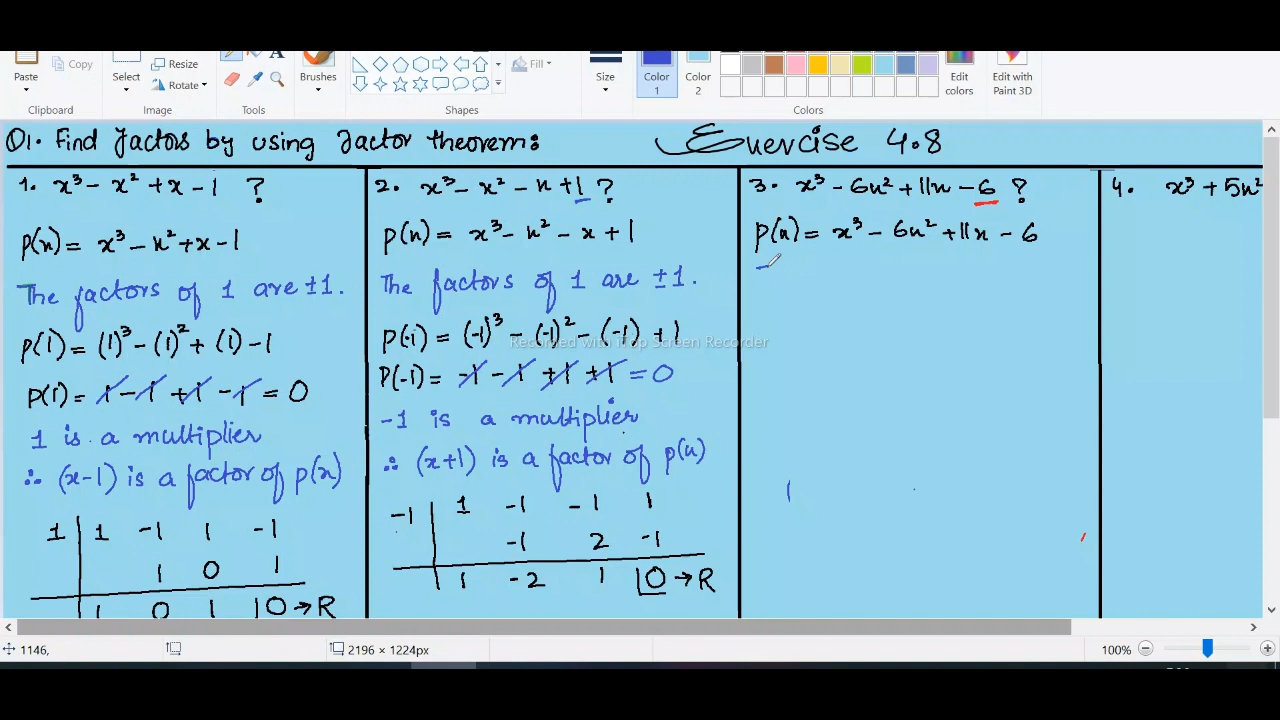 Paste
Copy
Clipboard
Select
Resize
Rotate
Image
A
Tools
Brushes
Fill
Shapes
Size
Color 1
Color 2
Edit colors
Colors
Edit with Paint 3D
Q1. Find factors by using factor theorem: Exercise 4.8
1. x³ - x² + x - 1 ?
p(x) = x³ - x² + x - 1
The factors of 1 are ±1.
p(1) = (1)³ - (1)² + (1) - 1
p(1) = 1 - 1 + 1 - 1 = 0
1 is a multiplier
∴ (x-1) is a factor of p(x)
1 | 1 -1 1 -1
1 0 1
1 0 1 |0 → R
2. x³ - x² - x + 1 ?
p(x) = x³ - x² - x + 1
The factors of 1 are ±1.
p(-1) = (-1)³ - (-1)² - (-1) + 1
p(-1) = -1 - 1 + 1 + 1 = 0
-1 is a multiplier
∴ (x+1) is a factor of p(x)
-1 | 1 -1 -1 1
-1 2 -1
1 -2 1 |0 → R
3. x³ - 6x² + 11x - 6 ?
p(x) = x³ - 6x² + 11x - 6
4. x³ + 5x²
Recorded with iTop Screen Recorder
1146,
2196 × 1224px
100%